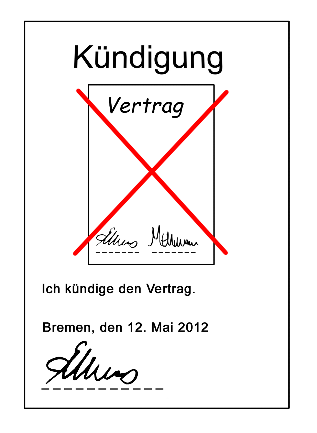 Kündigung
Vertrag
Ich kündige den Vertrag.
Bremen, den 12. Mai 2012